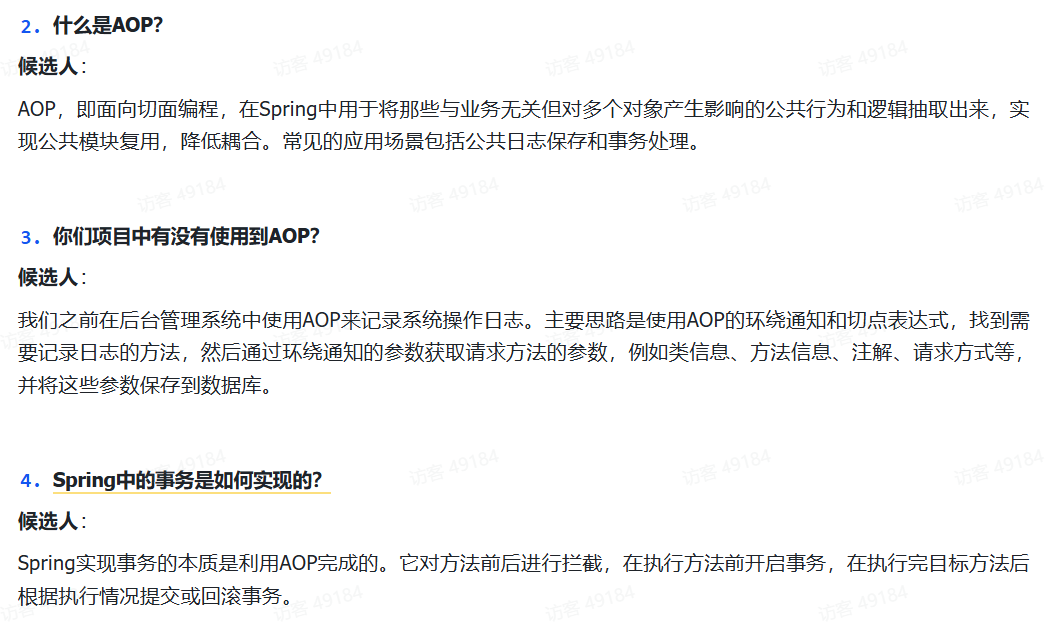 2. 什么是AOP?
候选人：
AOP，即面向切面编程，在Spring中用于将那些与业务无关但对多个对象产生影响的公共行为和逻辑抽取出来，实
现公共模块复用，降低耦合。常见的应用场景包括公共日志保存和事务处理。
3. 你们项目中有没有使用到AOP?
候选人：
我们之前在后台管理系统中使用AOP来记录系统操作日志。主要思路是使用AOP的环绕通知和切点表达式，找到需
要记录日志的方法，然后通过环绕通知的参数获取请求方法的参数，例如类信息、方法信息、注解、请求方式等，
并将这些参数保存到数据库。
4. Spring中的事务是如何实现的?
候选人：
Spring实现事务的本质是利用AOP完成的。它对方法前后进行拦截，在执行方法前开启事务，在执行完目标方法后
根据执行情况提交或回滚事务。
访客 49184